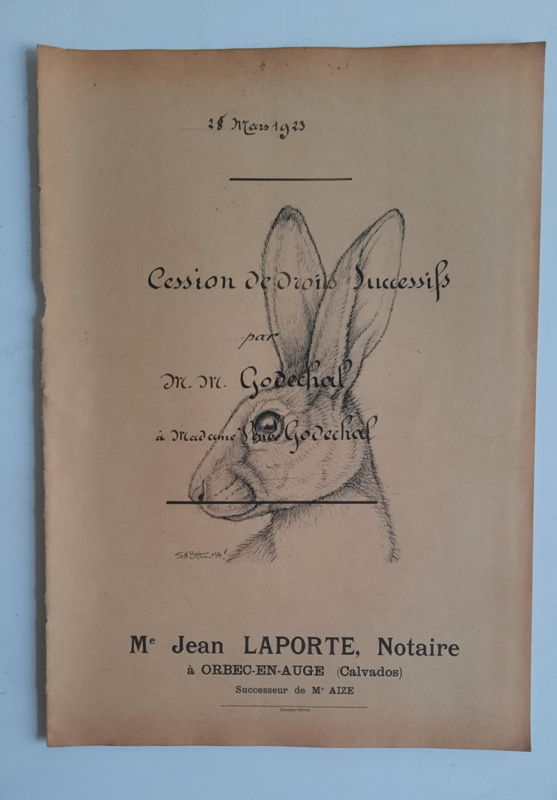 28 Mars 1923
Cession de droits Successifs
par
M. M. Godechal
à Madame Vve Godechal
Me Jean LAPORTE, Notaire
à ORBEC-EN-AUGE (Calvados)
Successeur de Me AIZE